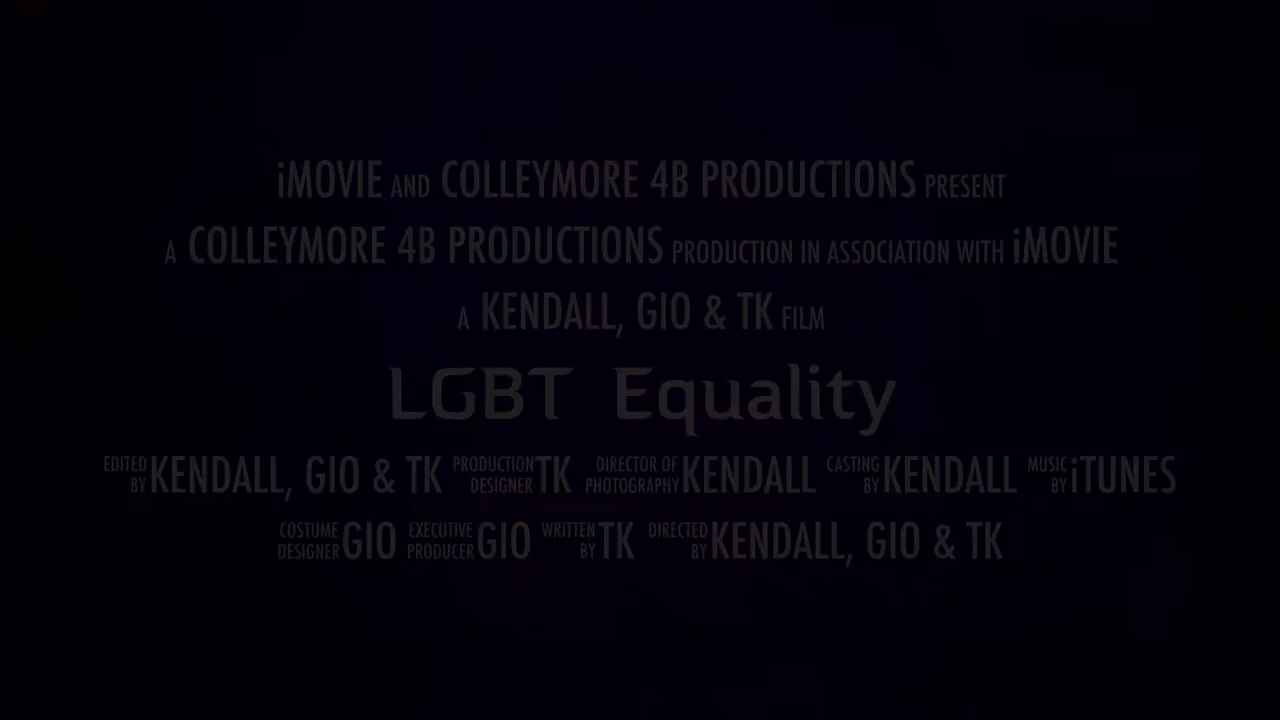 iMOVIE AND COLLEYMORE 4B PRODUCTIONS PRESENT
A COLLEYMORE 4B PRODUCTIONS PRODUCTION IN ASSOCIATION WITH iMOVIE
A KENDALL, GIO & TK FILM
LGBT Equality
EDITED BY KENDALL, GIO & TK PRODUCTION DESIGNER TK DIRECTOR OF PHOTOGRAPHY KENDALL CASTING BY KENDALL MUSIC BY iTUNES
COSTUME DESIGNER GIO EXECUTIVE PRODUCER GIO WRITTEN BY TK DIRECTED BY KENDALL, GIO & TK